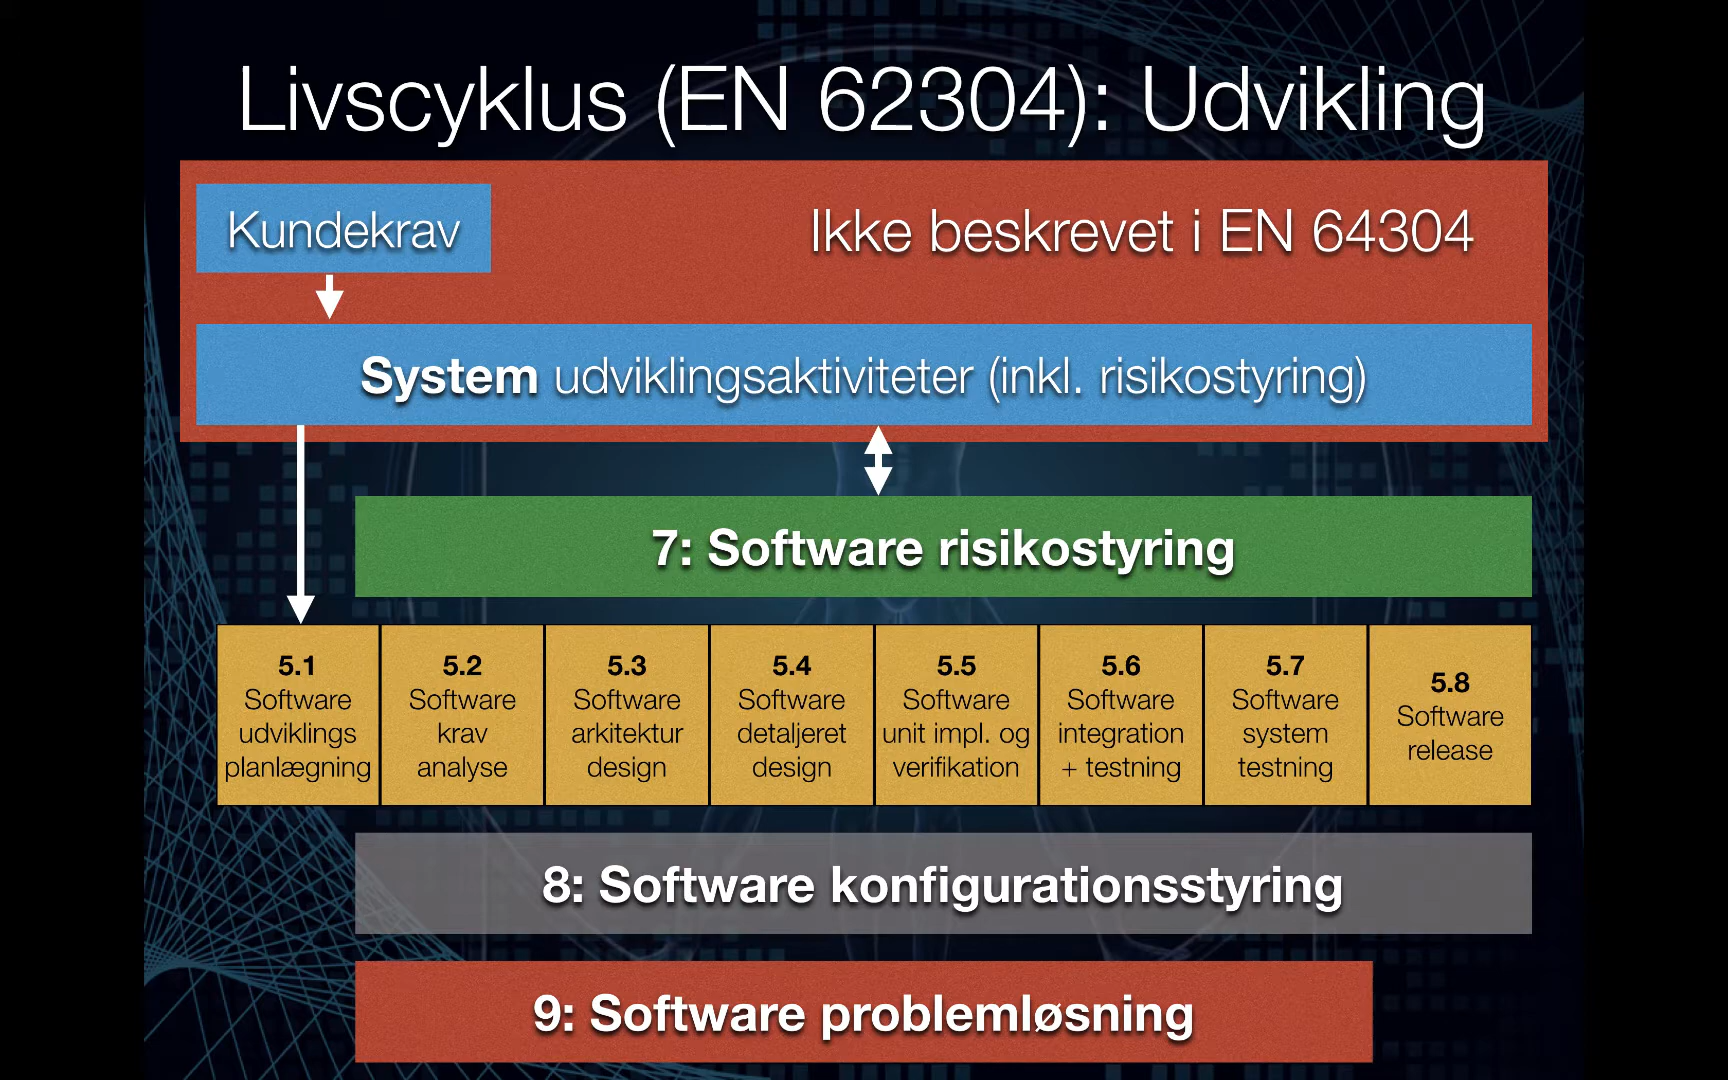 Livscyklus (EN 62304): Udvikling
Kundekrav
Ikke beskrevet i EN 64304
System udviklingsaktiviteter (inkl. risikostyring)
7: Software risikostyring
5.1
Software
udviklings
planlægning
5.2
Software
krav
analyse
5.3
Software
arkitektur
design
5.4
Software
detaljeret
design
5.5
Software
unit impl. og
verifikation
5.6
Software
integration
+ testning
5.7
Software
system
testning
5.8
Software
release
8: Software konfigurationsstyring
9: Software problemløsning